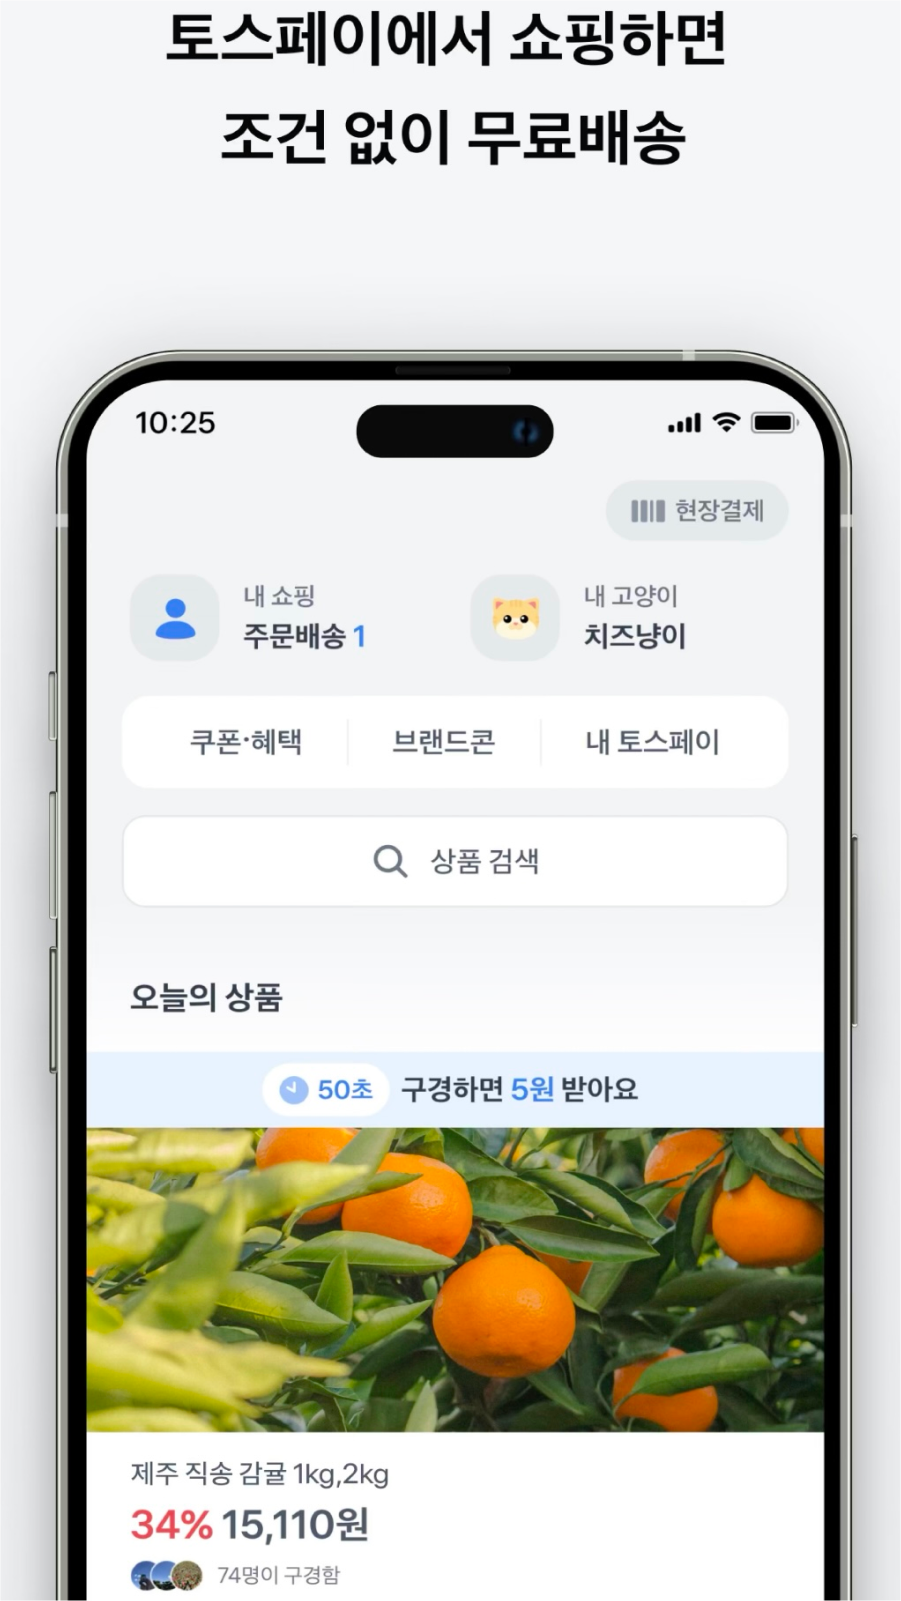 토스페이에서 쇼핑하면
조건 없이 무료배송
10:25
현장결제
내 쇼핑
주문배송 1
내 고양이
치즈냥이
쿠폰·혜택
브랜드콘
내 토스페이
상품 검색
오늘의 상품
50초 구경하면 5원 받아요
제주 직송 감귤 1kg,2kg
34% 15,110원
74명이 구경함